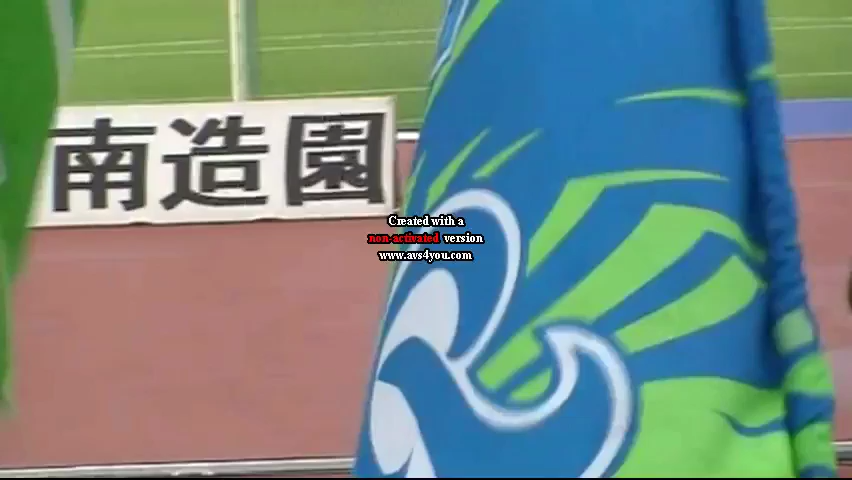 南造園
Created with a
non-activated version
www.avs4you.com